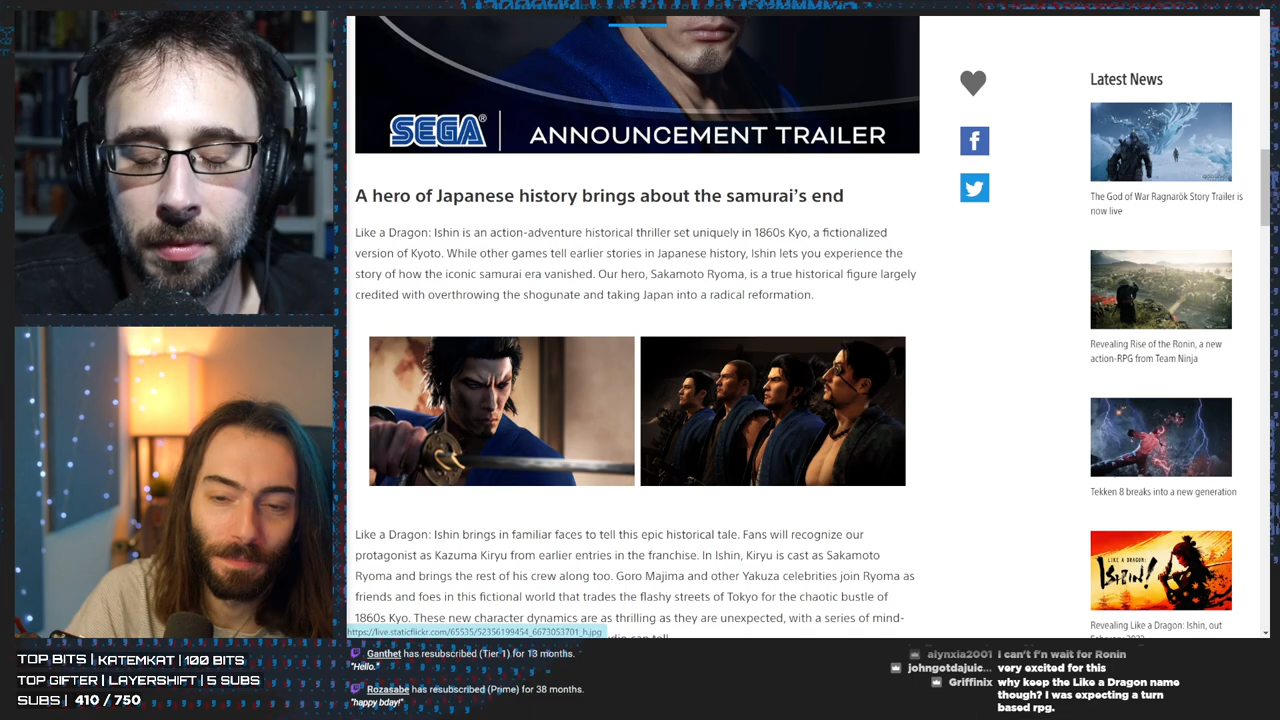 SEGA® | ANNOUNCEMENT TRAILER
A hero of Japanese history brings about the samurai's end
Like a Dragon: Ishin is an action-adventure historical thriller set uniquely in 1860s Kyo, a fictionalized
version of Kyoto. While other games tell earlier stories in Japanese history, Ishin lets you experience the
story of how the iconic samurai era vanished. Our hero, Sakamoto Ryoma, is a true historical figure largely
credited with overthrowing the shogunate and taking Japan into a radical reformation.
Like a Dragon: Ishin brings in familiar faces to tell this epic historical tale. Fans will recognize our
protagonist as Kazuma Kiryu from earlier entries in the franchise. In Ishin, Kiryu is cast as Sakamoto
Ryoma and brings the rest of his crew along too. Goro Majima and other Yakuza celebrities join Ryoma as
friends and foes in this fictional world that trades the flashy streets of Tokyo for the chaotic bustle of
1860s Kyo. These new character dynamics are as thrilling as they are unexpected, with a series of mind-
https://live.staticflickr.com/65535/52356199454_6673053701_h.jpg
can tell
Latest News
The God of War Ragnarök Story Trailer is
now live
Revealing Rise of the Ronin, a new
action-RPG from Team Ninja
Tekken 8 breaks into a new generation
LIKE A DRAGON:
ISHIN!
Revealing Like a Dragon: Ishin, out
TOP BITS | KATEMKAT | 100 BITS
TOP GIFTER | LAYERSHIFT | 5 SUBS
SUBS | 410 / 750
Ganthet has resubscribed (Tier 1) for 13 months.
"Hello."
Rozasabe has resubscribed (Prime) for 38 months.
"happy bday!"
alynxia2001 I can't f'n wait for Ronin
johngotdajuic... very excited for this
Griffinix why keep the Like a Dragon name
though? I was expecting a turn
based rpg.